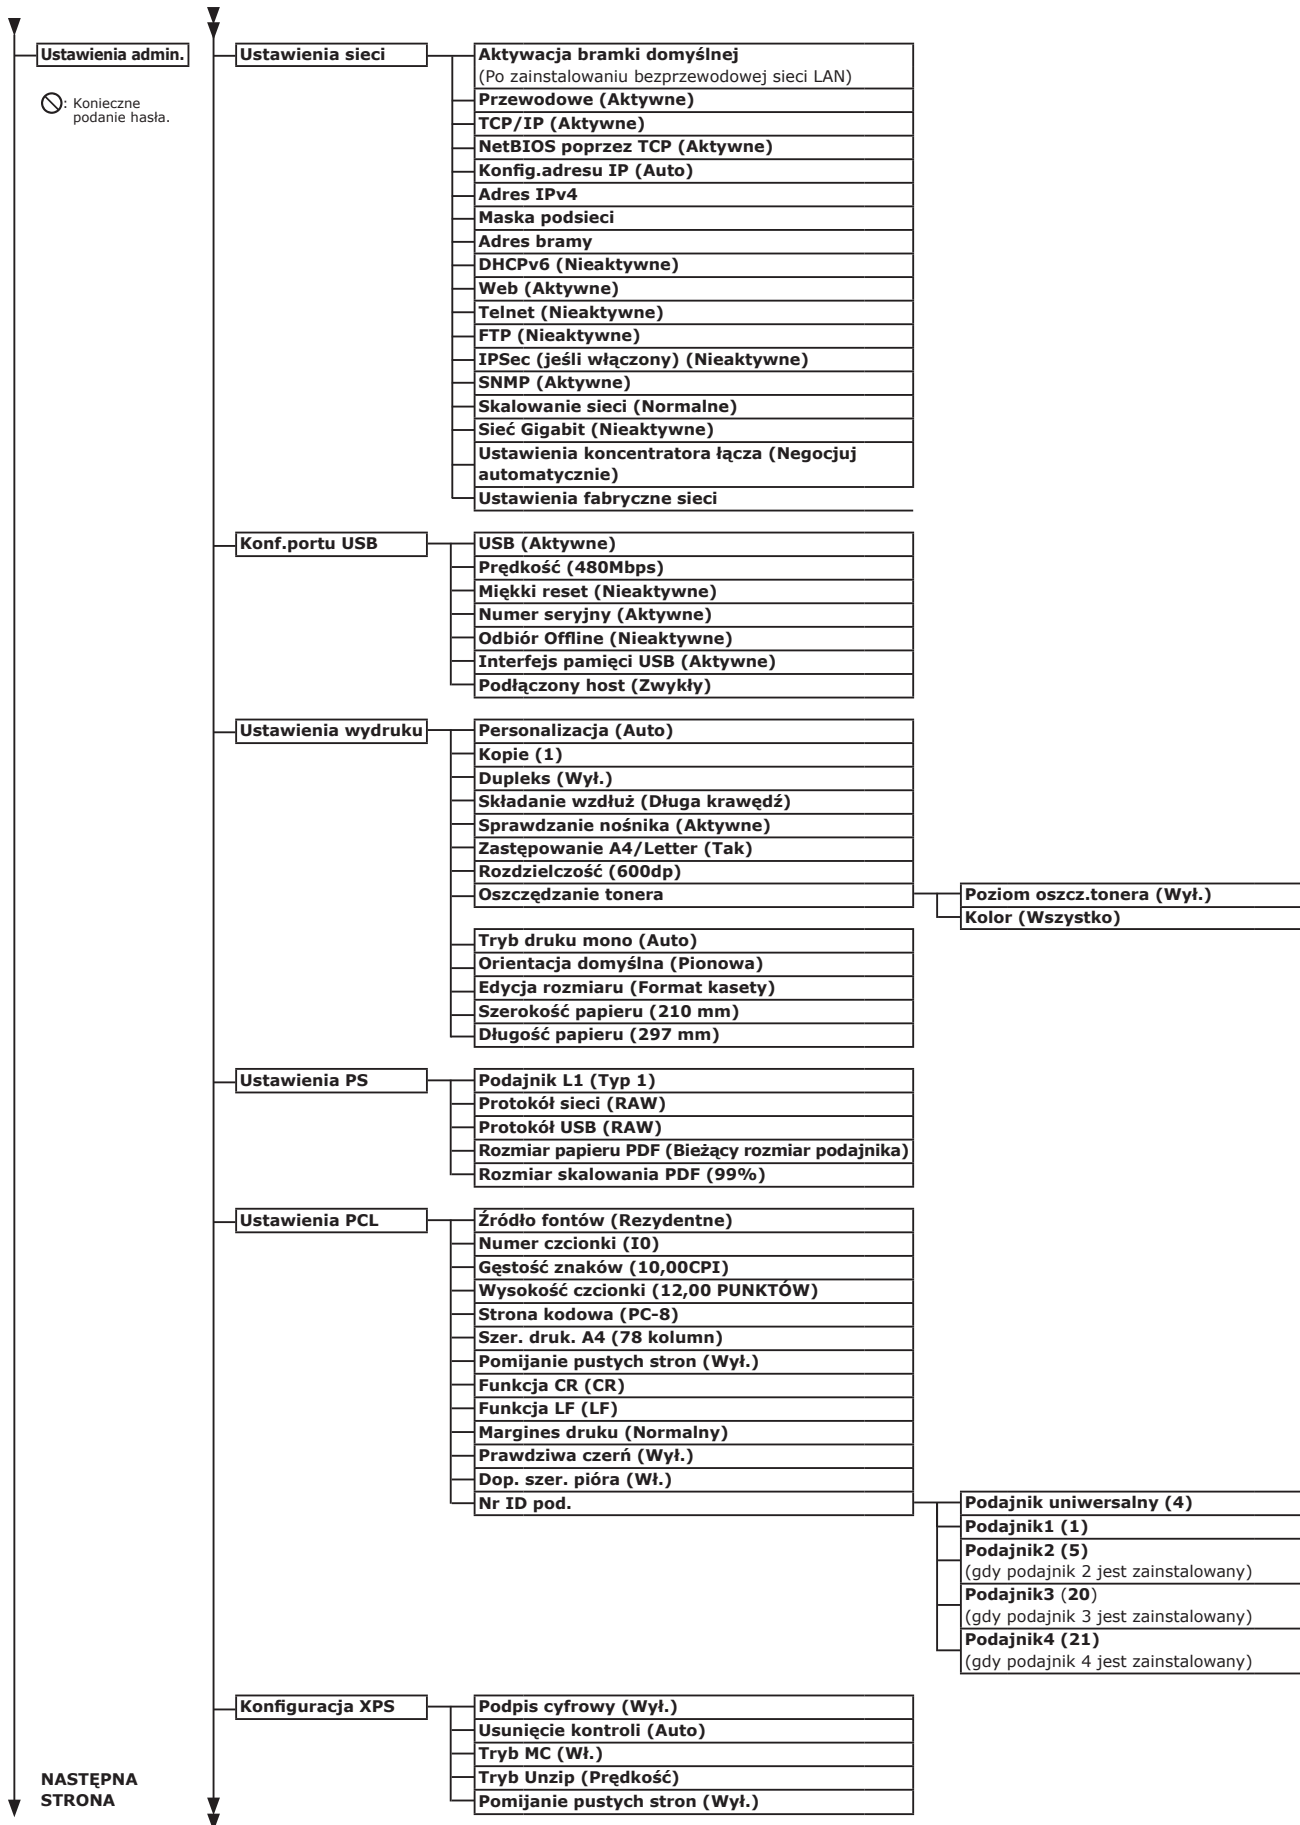 Ustawienia admin.
: Konieczne
podanie hasła.
Ustawienia sieci
Aktywacja bramki domyślnej
(Po zainstalowaniu bezprzewodowej sieci LAN)
Przewodowe (Aktywne)
TCP/IP (Aktywne)
NetBIOS poprzez TCP (Aktywne)
Konfig.adresu IP (Auto)
Adres IPv4
Maska podsieci
Adres bramy
DHCPv6 (Nieaktywne)
Web (Aktywne)
Telnet (Nieaktywne)
FTP (Nieaktywne)
IPSec (jeśli włączony) (Nieaktywne)
SNMP (Aktywne)
Skalowanie sieci (Normalne)
Sieć Gigabit (Nieaktywne)
Ustawienia koncentratora łącza (Negocjuj
automatycznie)
Ustawienia fabryczne sieci
Konf.portu USB
USB (Aktywne)
Prędkość (480Mbps)
Miękki reset (Nieaktywne)
Numer seryjny (Aktywne)
Odbiór Offline (Nieaktywne)
Interfejs pamięci USB (Aktywne)
Podłączony host (Zwykły)
Ustawienia wydruku
Personalizacja (Auto)
Kopie (1)
Dupleks (Wył.)
Składanie wzdłuż (Długa krawędź)
Sprawdzanie nośnika (Aktywne)
Zastępowanie A4/Letter (Tak)
Rozdzielczość (600dp)
Oszczędzanie tonera
Poziom oszcz.tonera (Wył.)
Kolor (Wszystko)
Tryb druku mono (Auto)
Orientacja domyślna (Pionowa)
Edycja rozmiaru (Format kasety)
Szerokość papieru (210 mm)
Długość papieru (297 mm)
Ustawienia PS
Podajnik L1 (Typ 1)
Protokół sieci (RAW)
Protokół USB (RAW)
Rozmiar papieru PDF (Bieżący rozmiar podajnika)
Rozmiar skalowania PDF (99%)
Ustawienia PCL
Źródło fontów (Rezydentne)
Numer czcionki (I0)
Gęstość znaków (10,00CPI)
Wysokość czcionki (12,00 PUNKTÓW)
Strona kodowa (PC-8)
Szer. druk. A4 (78 kolumn)
Pomijanie pustych stron (Wył.)
Funkcja CR (CR)
Funkcja LF (LF)
Margines druku (Normalny)
Prawdziwa czerń (Wył.)
Dop. szer. pióra (Wł.)
Nr ID pod.
Podajnik uniwersalny (4)
Podajnik1 (1)
Podajnik2 (5)
(gdy podajnik 2 jest zainstalowany)
Podajnik3 (20)
(gdy podajnik 3 jest zainstalowany)
Podajnik4 (21)
(gdy podajnik 4 jest zainstalowany)
Konfiguracja XPS
Podpis cyfrowy (Wył.)
Usunięcie kontroli (Auto)
Tryb MC (Wł.)
Tryb Unzip (Prędkość)
Pomijanie pustych stron (Wył.)
NASTĘPNA
STRONA